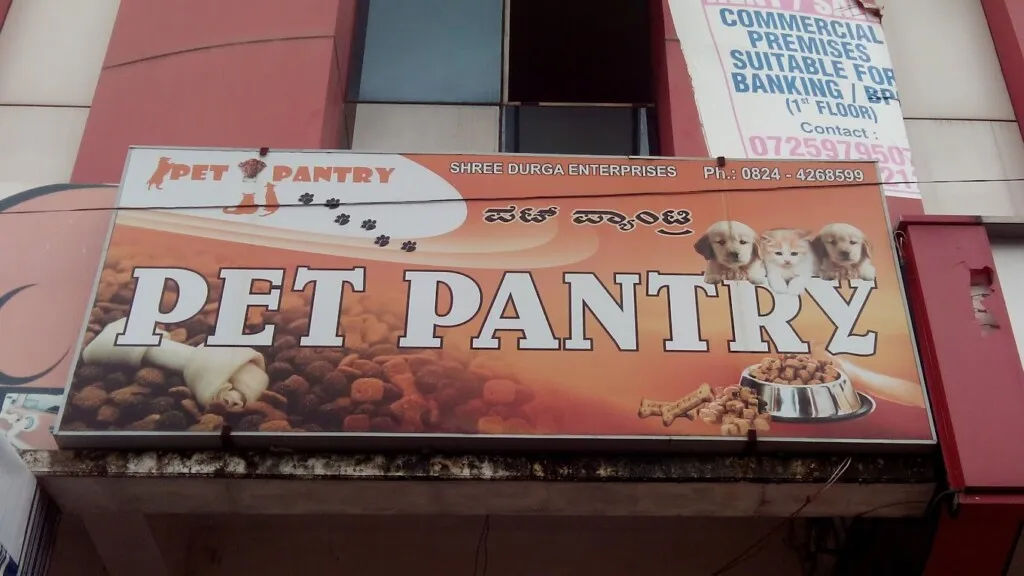 COMMERCIAL
PREMISES
SUITABLE FOR
BANKING /
(1ST FLOOR)
Contact :
PET PANTRY
SHREE DURGA ENTERPRISES Ph.: 0824 - 4268599
ಪೆಟ್ ಪ್ಯಾಂಟ್ರಿ
PET PANTRY